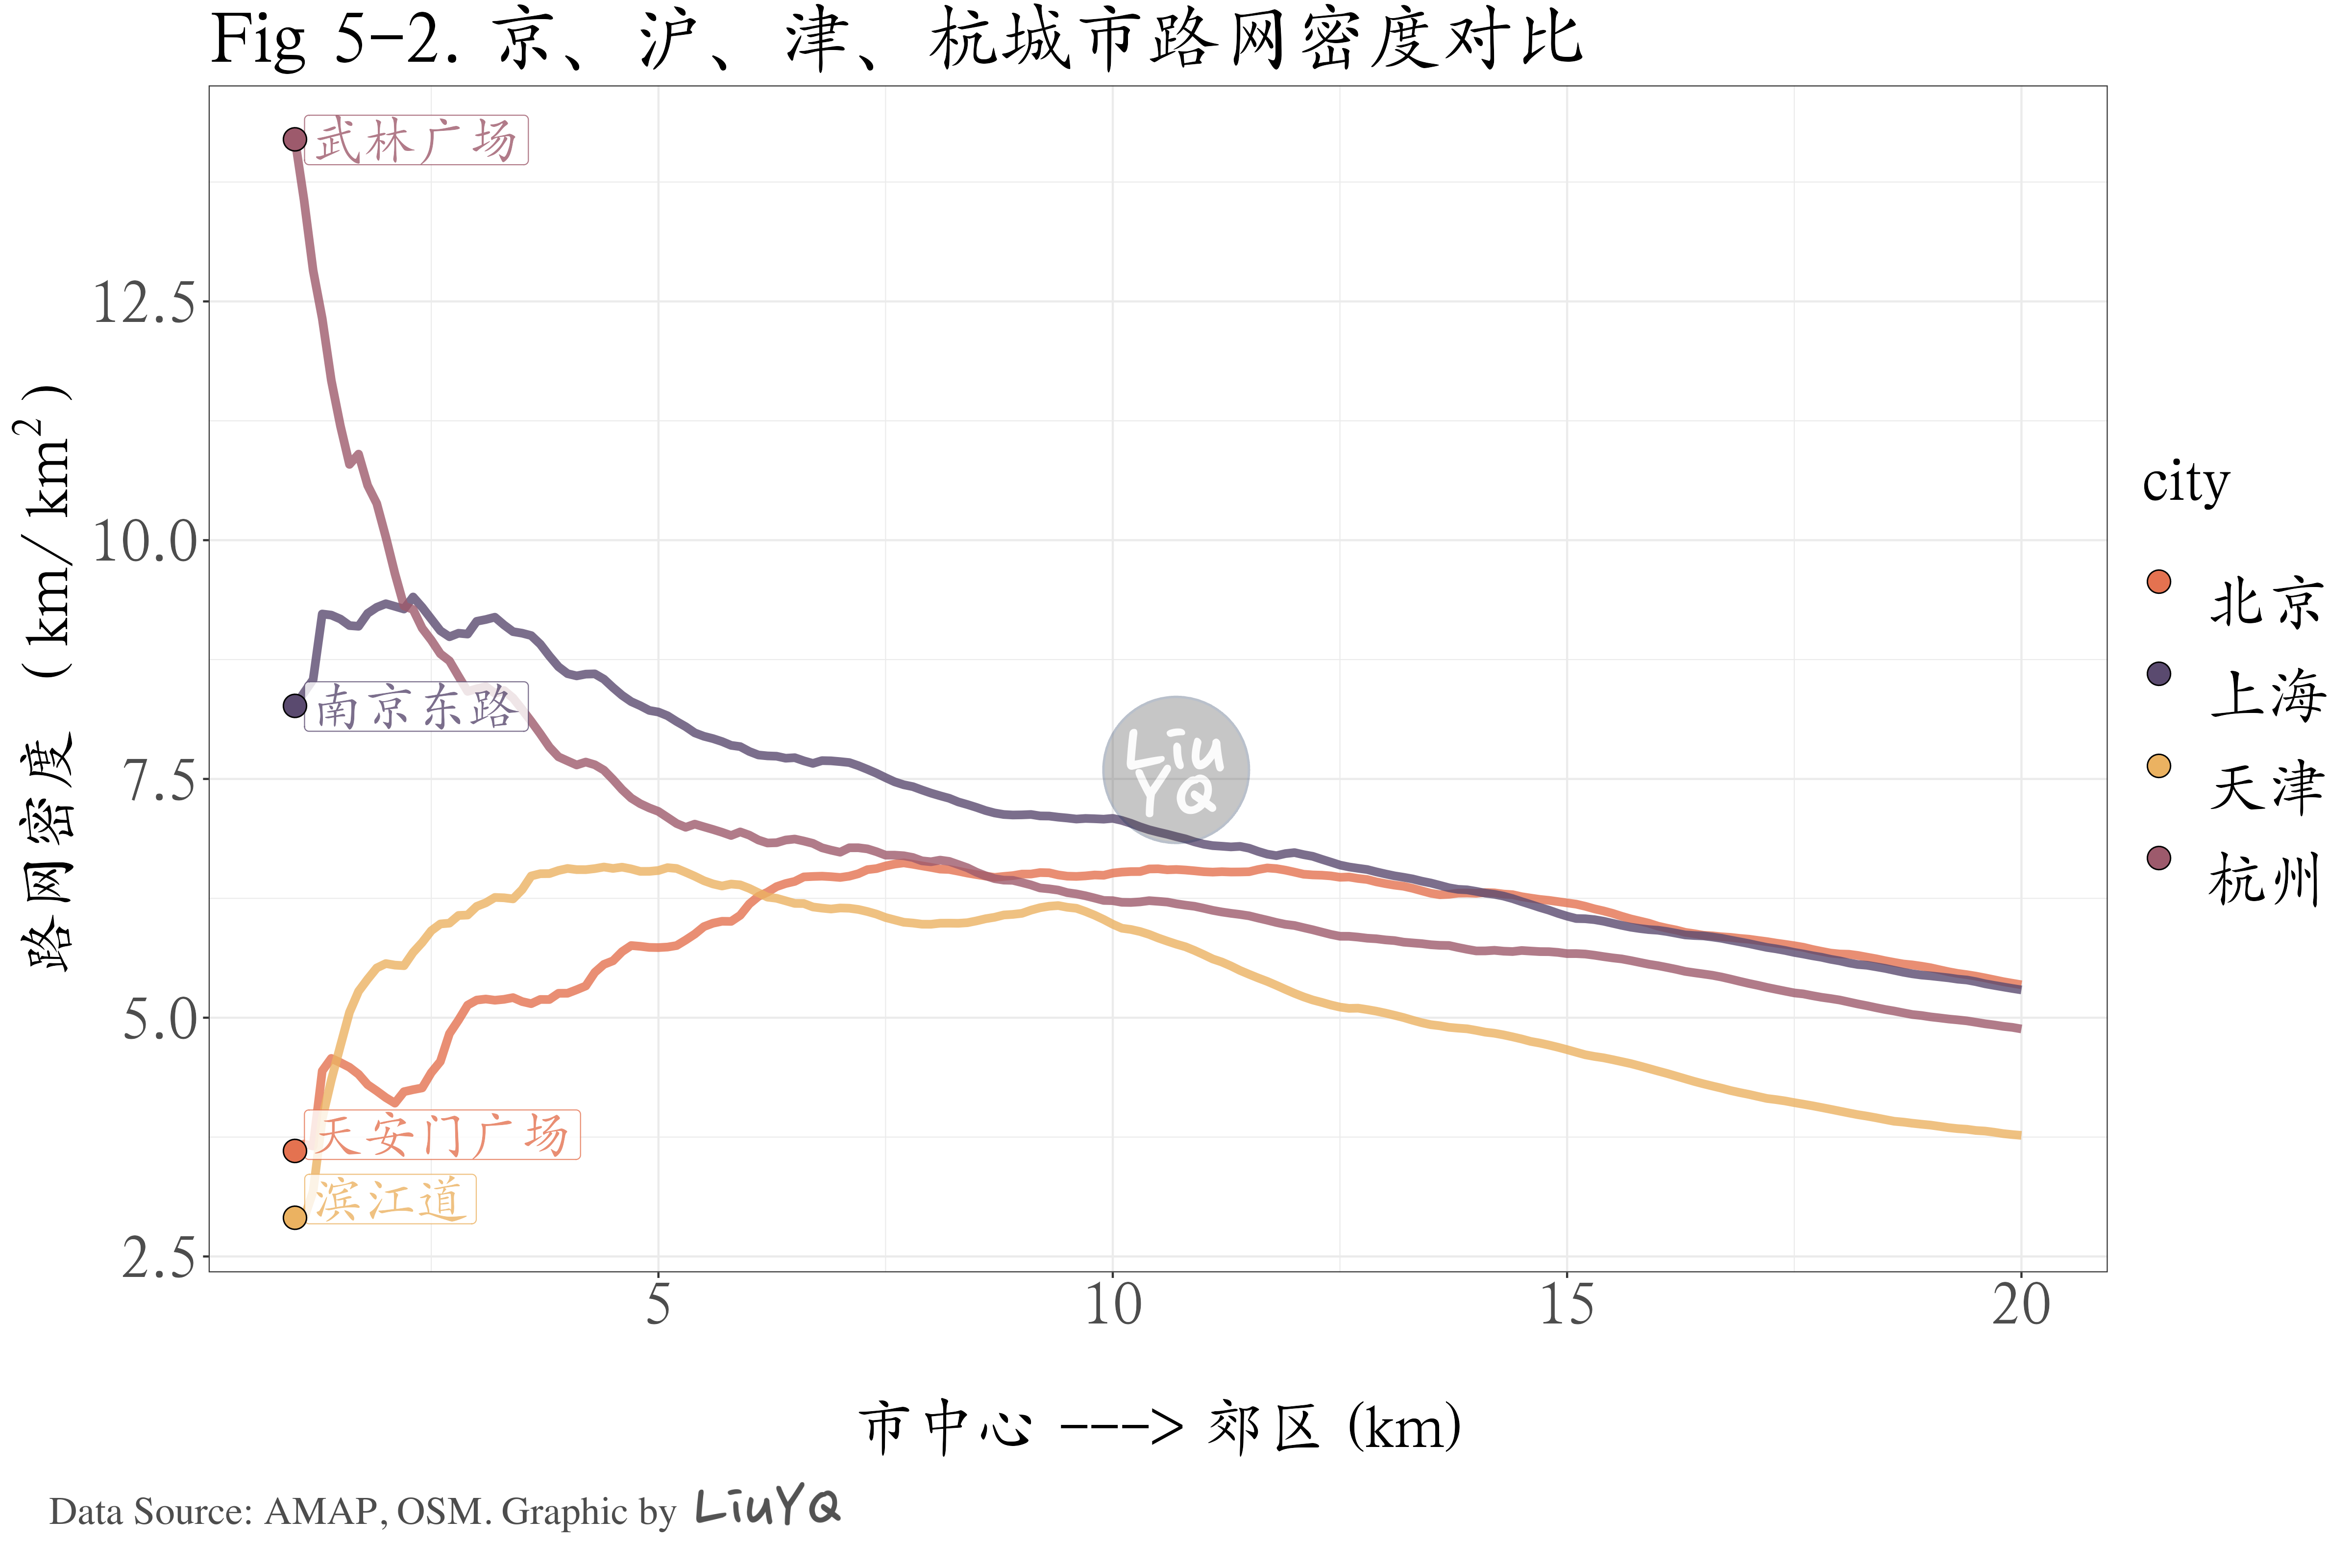 Fig 5-2. 京、沪、津、杭城市路网密度对比
路网密度 (km/ km²)
12.5
10.0
7.5
5.0
2.5
武林广场
南京东路
天安门广场
滨江道
Liu
YQ
5 10 15 20
市中心 ---> 郊区 (km)
city
北京
上海
天津
杭州
Data Source: AMAP, OSM. Graphic by LiuYQ